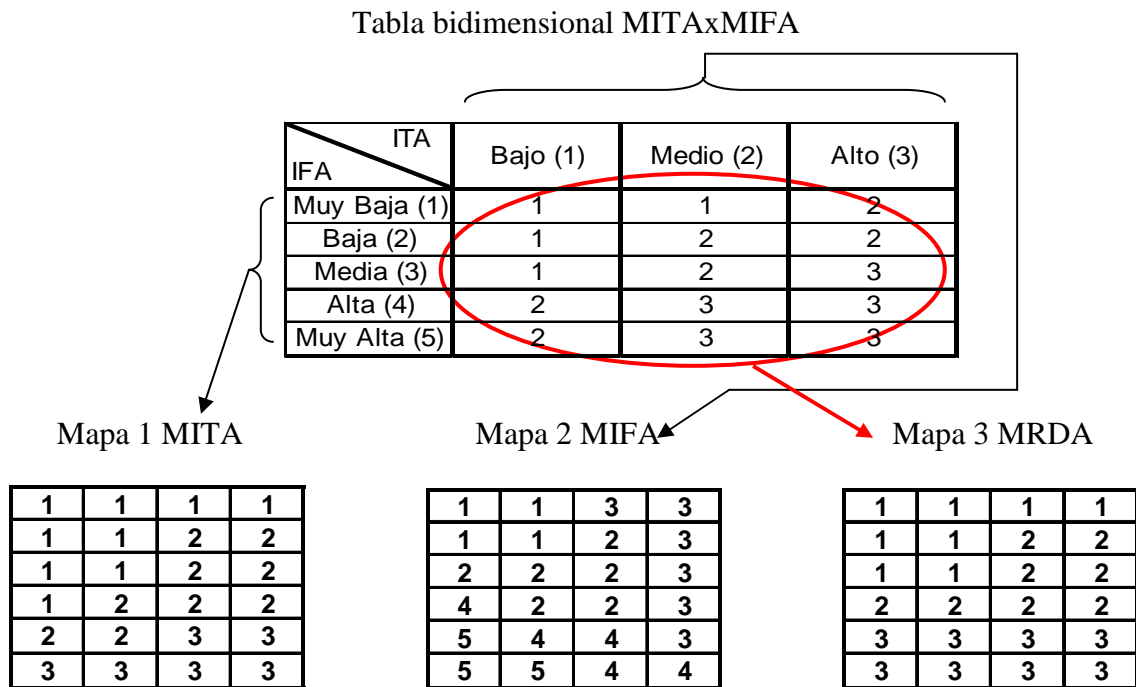 Tabla bidimensional MITAxMIFA
ITA
IFA
Bajo (1) Medio (2) Alto (3)
Muy Baja (1) 1 1 2
Baja (2) 1 2 2
Media (3) 1 2 3
Alta (4) 2 3 3
Muy Alta (5) 2 3 3
Mapa 1 MITA
1 1 1 1
1 1 2 2
1 1 2 2
1 2 2 2
2 2 3 3
3 3 3 3
Mapa 2 MIFA
1 1 3 3
1 1 2 3
2 2 2 3
4 2 2 3
5 4 4 3
5 5 4 4
Mapa 3 MRDA
1 1 1 1
1 1 2 2
1 1 2 2
2 2 2 2
3 3 3 3
3 3 3 3